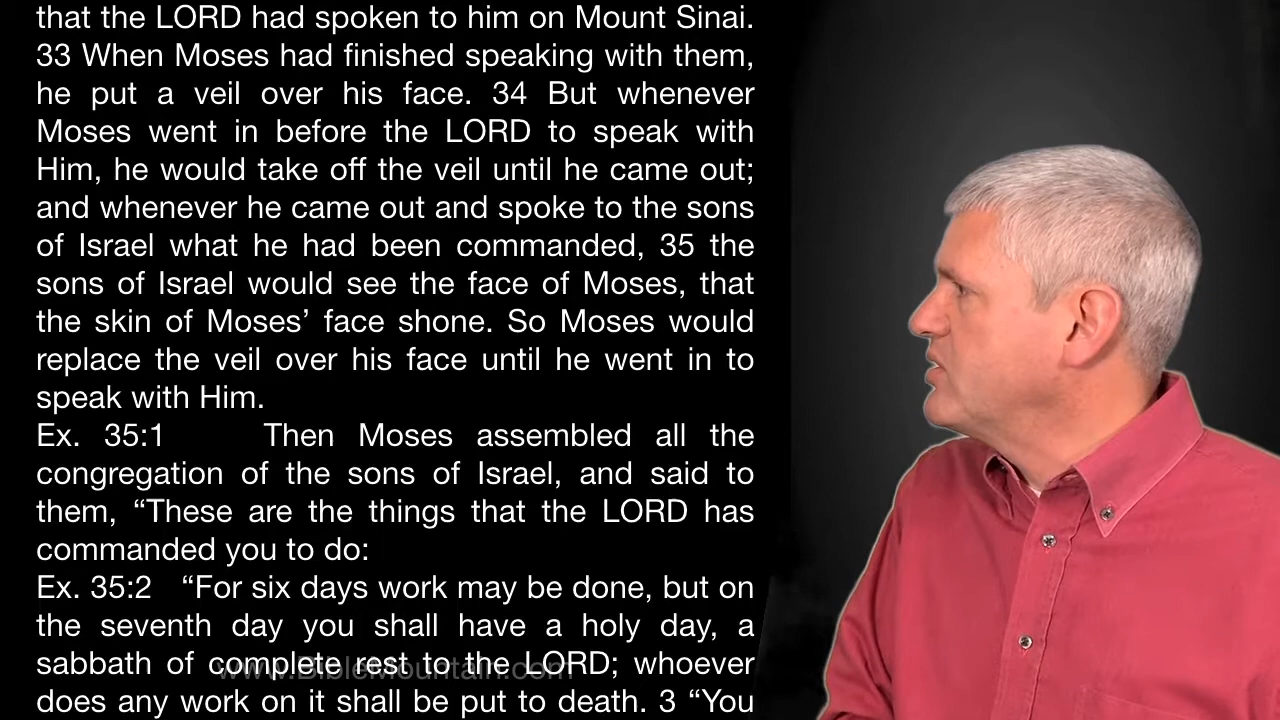 that the LORD had spoken to him on Mount Sinai.
33 When Moses had finished speaking with them,
he put a veil over his face. 34 But whenever
Moses went in before the LORD to speak with
Him, he would take off the veil until he came out;
and whenever he came out and spoke to the sons
of Israel what he had been commanded, 35 the
sons of Israel would see the face of Moses, that
the skin of Moses’ face shone. So Moses would
replace the veil over his face until he went in to
speak with Him.
Ex. 35:1 Then Moses assembled all the
congregation of the sons of Israel, and said to
them, “These are the things that the LORD has
commanded you to do:
Ex. 35:2 “For six days work may be done, but on
the seventh day you shall have a holy day, a
sabbath of complete rest to the LORD; whoever
www.BibleMountain.com
does any work on it shall be put to death. 3 “You